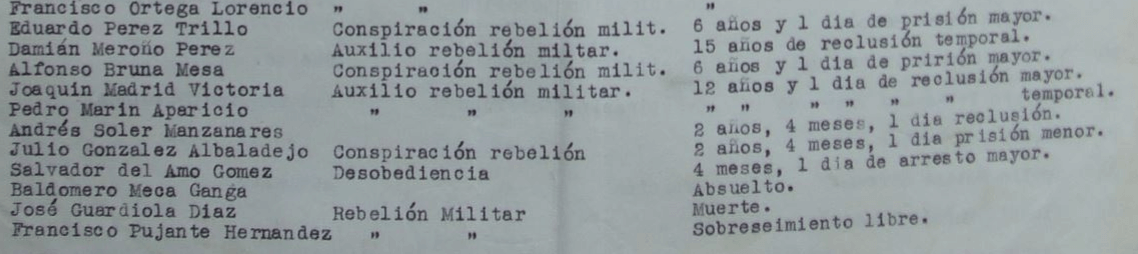 Francisco Ortega Lorencio " " "
Eduardo Perez Trillo Conspiración rebelión milit. 6 años y 1 dia de prisión mayor.
Damián Meroño Perez Auxilio rebelión miltar. 15 años de reclusión temporal.
Alfonso Bruna Mesa Conspiración rebelión milit. 6 años y 1 dia de pririón mayor.
Joaquin Madrid Victoria Auxilio rebelión militar. 12 años y 1 dia de reclusión mayor.
Pedro Marin Aparicio " " " " " " " " " temporal.
Andrés Soler Manzanares 2 años, 4 meses, 1 dia reclusión.
Julio Gonzalez Albaladejo Conspiración rebelión 2 años, 4 meses, 1 dia prisión menor.
Salvador del Amo Gomez Desobediencia 4 meses, 1 dia de arresto mayor.
Baldomero Meca Ganga Absuelto.
José Guardiola Diaz Rebelión Militar Muerte.
Francisco Pujante Hernandez " " Sobreseimiento libre.